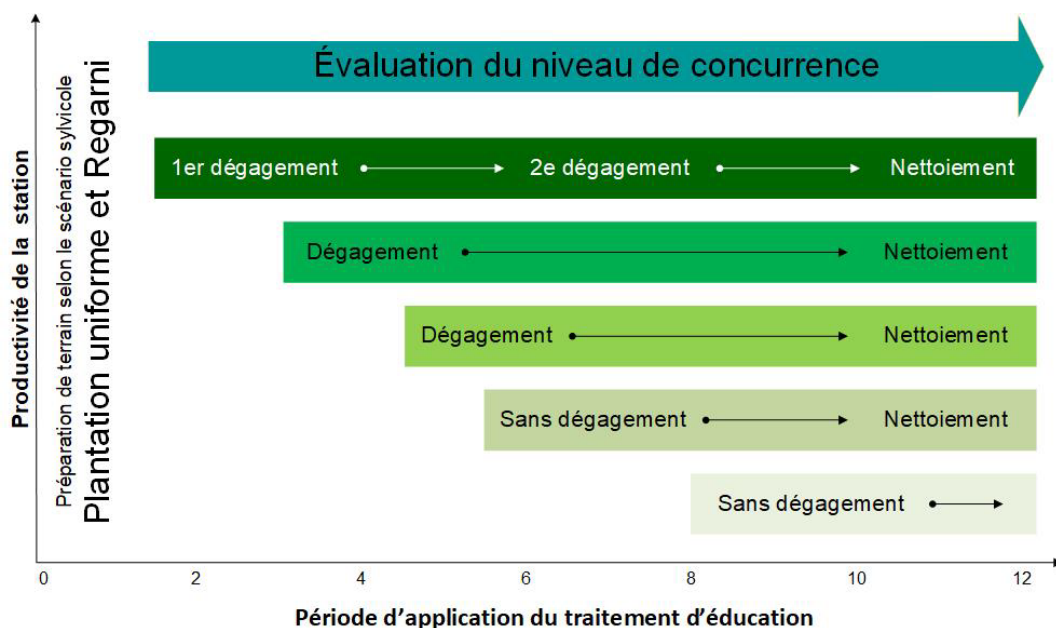 Évaluation du niveau de concurrence
Productivité de la station
Préparation de terrain selon le scénario sylvicole
Plantation uniforme et Regarni
1er dégagement 2e dégagement Nettoiement
Dégagement Nettoiement
Dégagement Nettoiement
Sans dégagement Nettoiement
Sans dégagement
0 2 4 6 8 10 12
Période d’application du traitement d’éducation